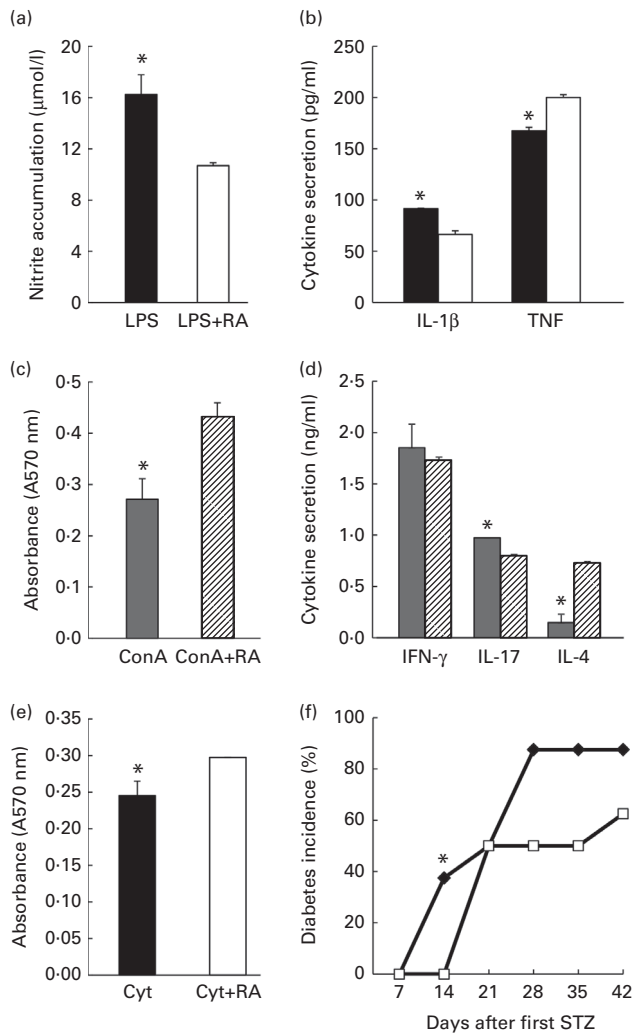 (a)
Nitrite accumulation (μmol/l)
20
16
12
8
4
0
*
LPS LPS+RA
(b)
Cytokine secretion (pg/ml)
250
200
150
100
50
0
*
*
IL-1β TNF
(c)
Absorbance (A570 nm)
0·5
0·4
0·3
0·2
0·1
0·0
*
ConA ConA+RA
(d)
Cytokine secretion (ng/ml)
2·5
2·0
1·5
1·0
0·5
0·0
*
*
IFN-γ IL-17 IL-4
(e)
Absorbance (A570 nm)
0·35
0·30
0·25
0·20
0·15
0·10
0·05
0·00
*
Cyt Cyt+RA
(f)
Diabetes incidence (%)
100
80
60
40
20
0
*
7 14 21 28 35 42
Days after first STZ